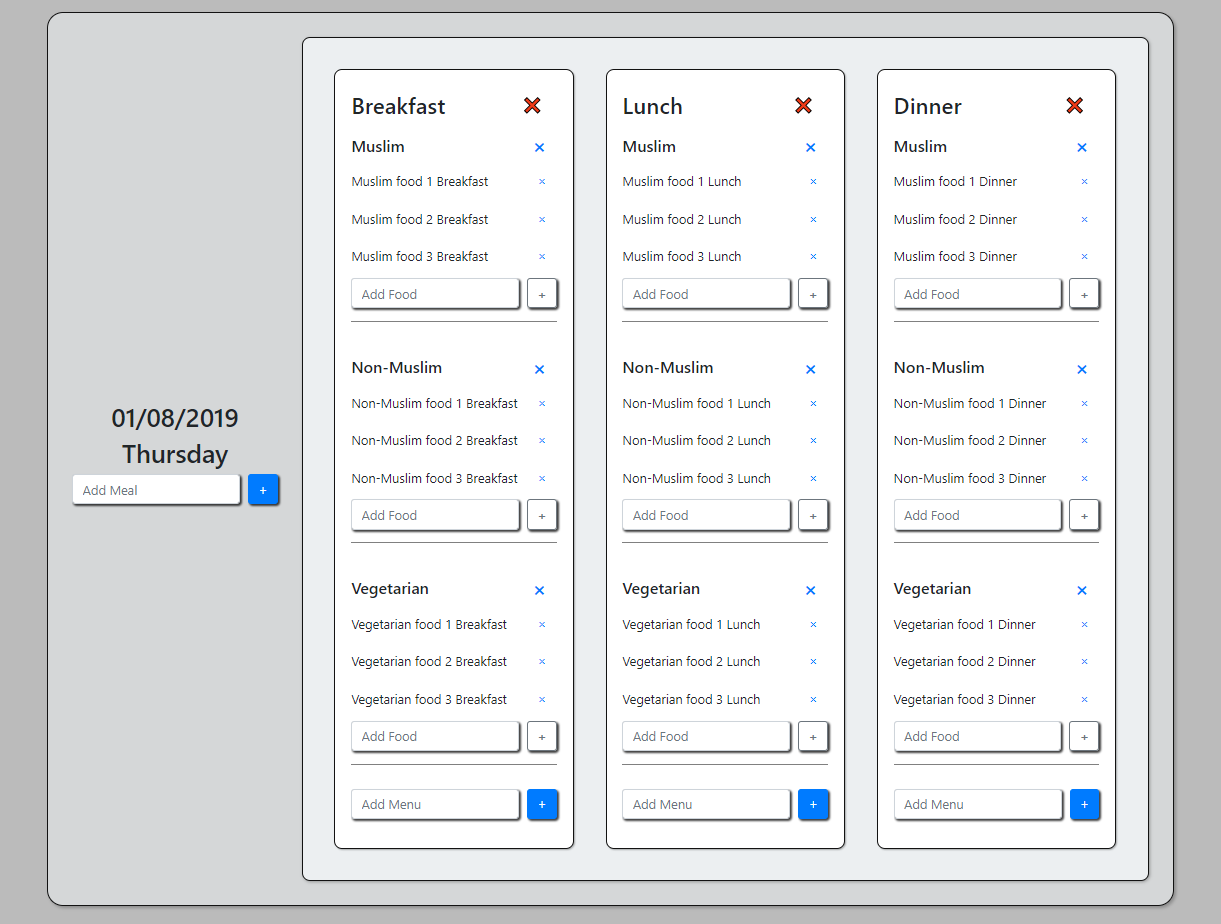 01/08/2019
Thursday
Add Meal +
Breakfast
Muslim ×
Muslim food 1 Breakfast ×
Muslim food 2 Breakfast ×
Muslim food 3 Breakfast ×
Add Food +
Non-Muslim ×
Non-Muslim food 1 Breakfast ×
Non-Muslim food 2 Breakfast ×
Non-Muslim food 3 Breakfast ×
Add Food +
Vegetarian ×
Vegetarian food 1 Breakfast ×
Vegetarian food 2 Breakfast ×
Vegetarian food 3 Breakfast ×
Add Food +
Add Menu +
Lunch
Muslim ×
Muslim food 1 Lunch ×
Muslim food 2 Lunch ×
Muslim food 3 Lunch ×
Add Food +
Non-Muslim ×
Non-Muslim food 1 Lunch ×
Non-Muslim food 2 Lunch ×
Non-Muslim food 3 Lunch ×
Add Food +
Vegetarian ×
Vegetarian food 1 Lunch ×
Vegetarian food 2 Lunch ×
Vegetarian food 3 Lunch ×
Add Food +
Add Menu +
Dinner
Muslim ×
Muslim food 1 Dinner ×
Muslim food 2 Dinner ×
Muslim food 3 Dinner ×
Add Food +
Non-Muslim ×
Non-Muslim food 1 Dinner ×
Non-Muslim food 2 Dinner ×
Non-Muslim food 3 Dinner ×
Add Food +
Vegetarian ×
Vegetarian food 1 Dinner ×
Vegetarian food 2 Dinner ×
Vegetarian food 3 Dinner ×
Add Food +
Add Menu +